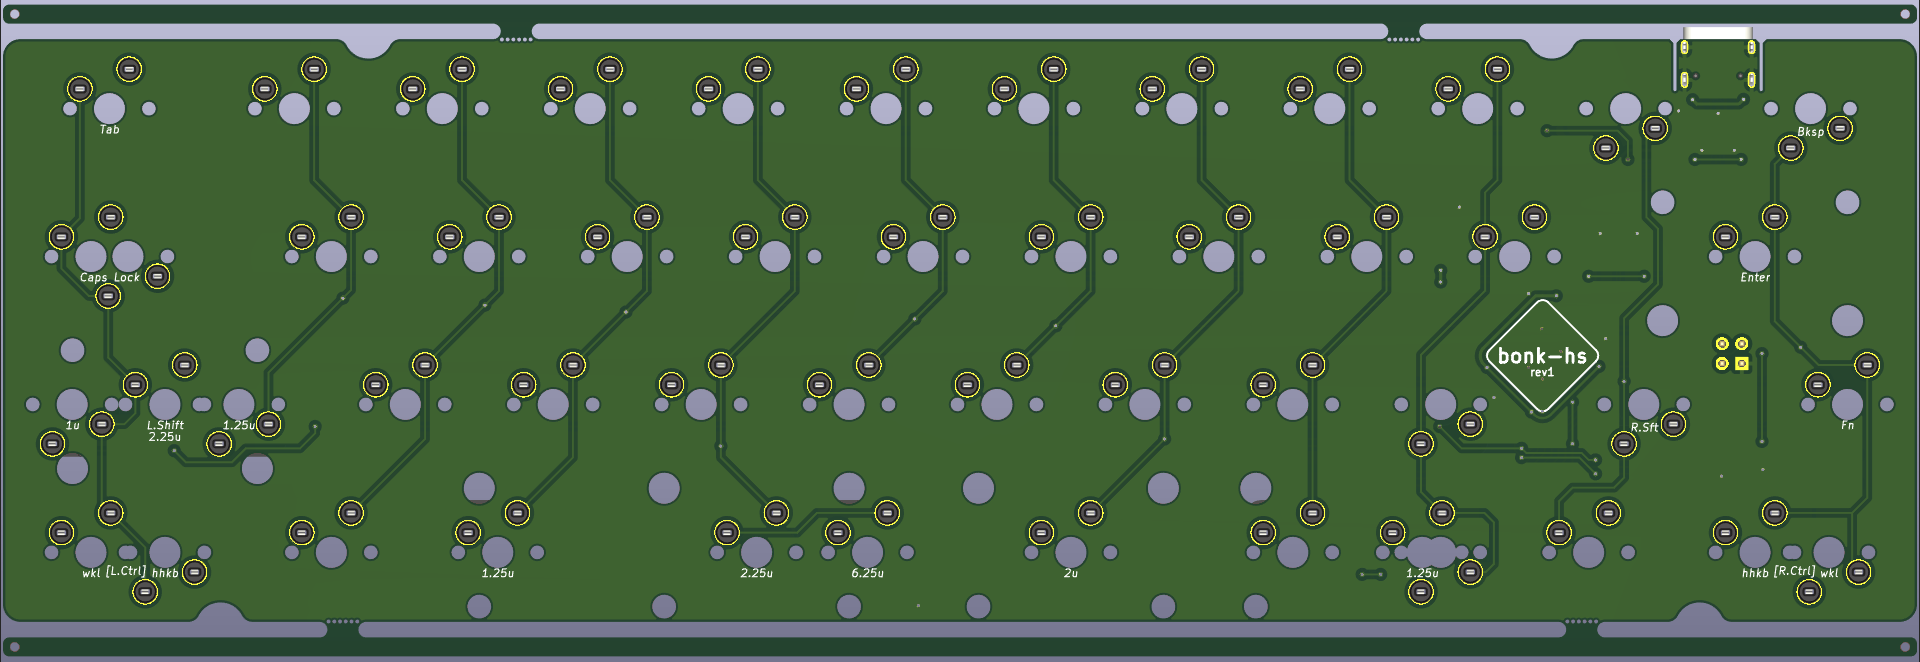 Tab
Bksp
Caps Lock
Enter
bonk-hs
rev1
1u
L.Shift
2.25u
1.25u
R.Sft
Fn
wkl [L.Ctrl] hhkb
1.25u
2.25u
6.25u
2u
1.25u
hhkb [R.Ctrl] wkl